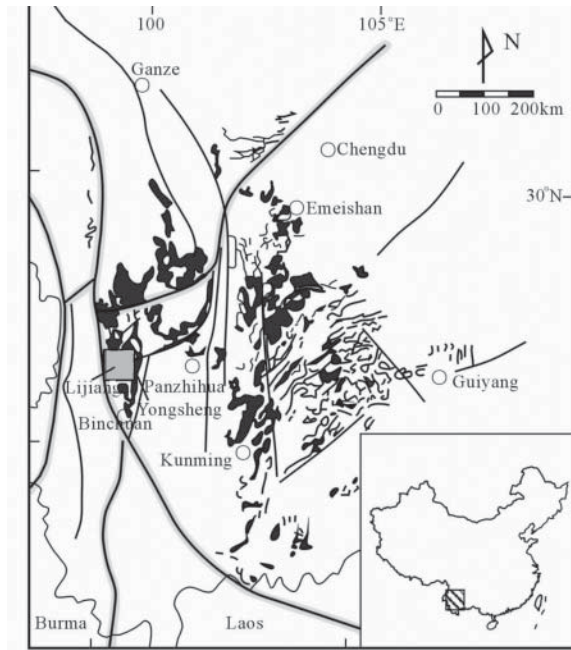 100
105°E
N
Ganze
0 100 200km
Chengdu
30°N
Emeishan
Lijiang
Panzhihua
Guiyang
Yongsheng
Binchuan
Kunming
Burma
Laos